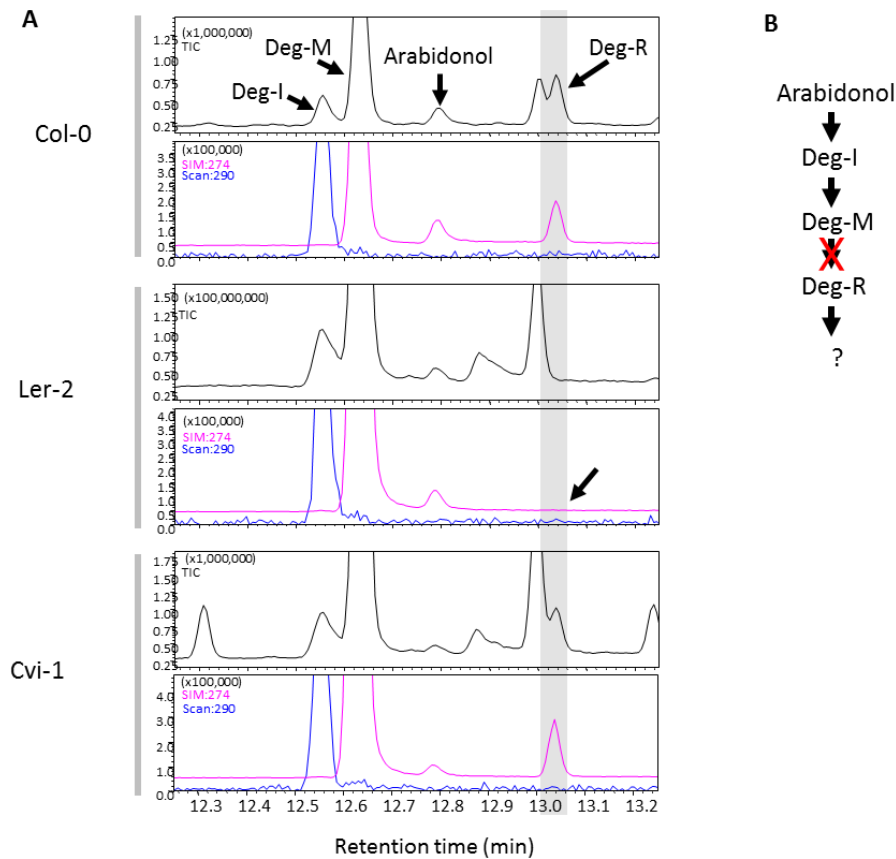 A
B
Col-0
(x1,000,000)
TIC
1.25
1.00
0.75
0.50
0.25
Deg-I
Deg-M
Arabidonol
Deg-R
(x100,000)
SIM:274
Scan:290
3.5
3.0
2.5
2.0
1.5
1.0
0.5
0.0
Ler-2
(x100,000,000)
TIC
1.50
1.25
1.00
0.75
0.50
0.25
(x100,000)
SIM:274
Scan:290
4.0
3.5
3.0
2.5
2.0
1.5
1.0
0.5
0.0
Cvi-1
(x1,000,000)
TIC
1.75
1.50
1.25
1.00
0.75
0.50
0.25
(x100,000)
SIM:274
Scan:290
4.0
3.0
2.0
1.0
0.0
12.3 12.4 12.5 12.6 12.7 12.8 12.9 13.0 13.1 13.2
Retention time (min)
Arabidonol
Deg-I
Deg-M
X
Deg-R
?